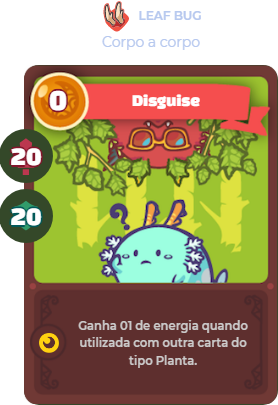 LEAF BUG
Corpo a corpo
0
Disguise
20
20
?
Ganha 01 de energia quando
utilizada com outra carta do
tipo Planta.